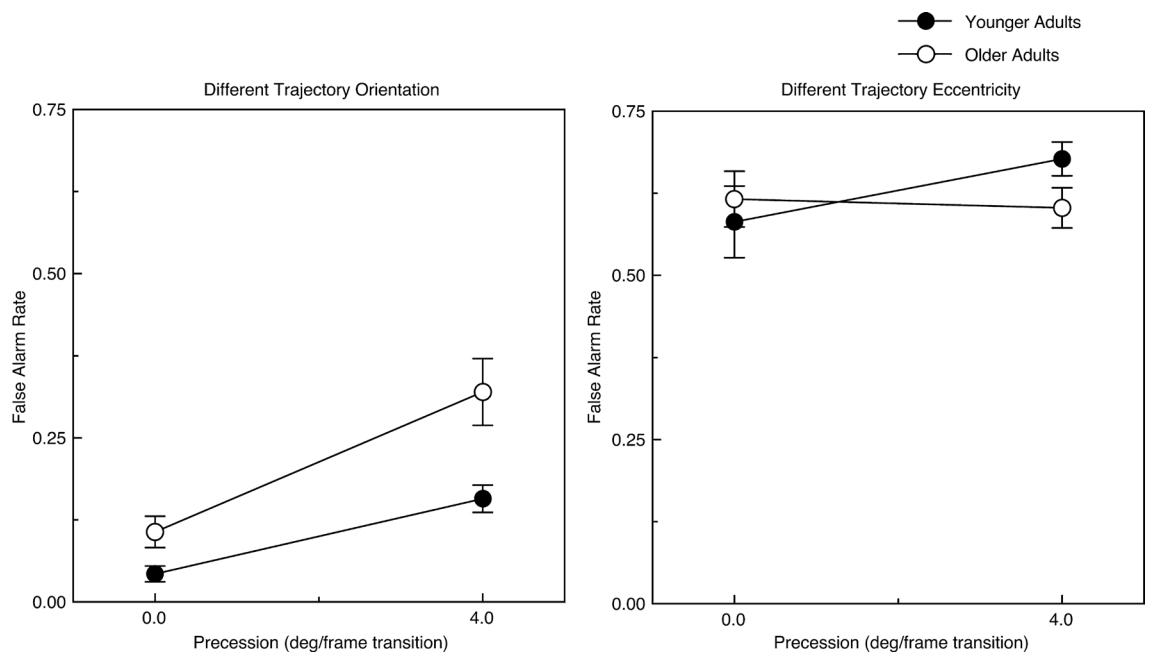 Younger Adults
Older Adults
Different Trajectory Orientation
0.75
0.50
0.25
0.00
False Alarm Rate
0.0
4.0
Precession (deg/frame transition)
Different Trajectory Eccentricity
0.75
0.50
0.25
0.00
False Alarm Rate
0.0
4.0
Precession (deg/frame transition)